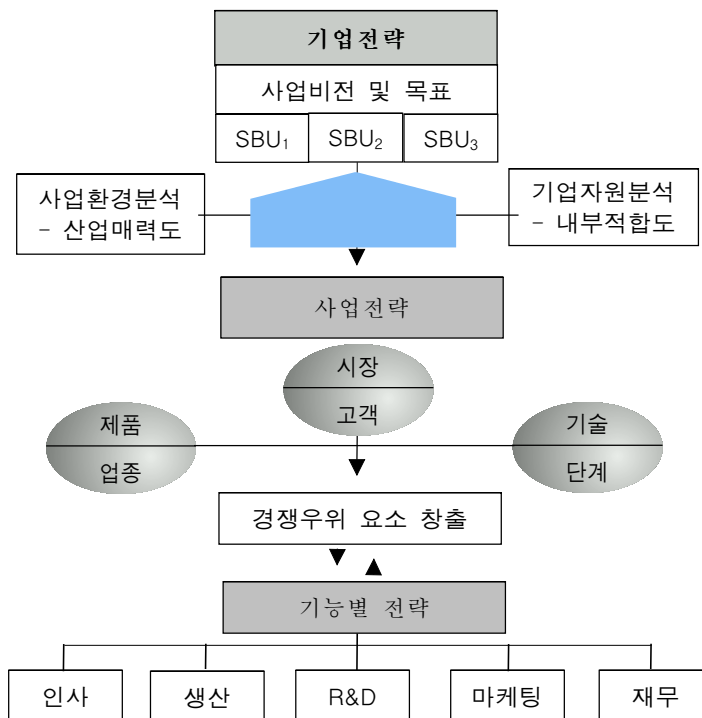 기업전략
사업비전 및 목표
SBU₁ SBU₂ SBU₃
사업환경분석
- 산업매력도
기업자원분석
- 내부적합도
사업전략
시장
고객
제품
업종
기술
단계
경쟁우위 요소 창출
기능별 전략
인사 생산 R&D 마케팅 재무